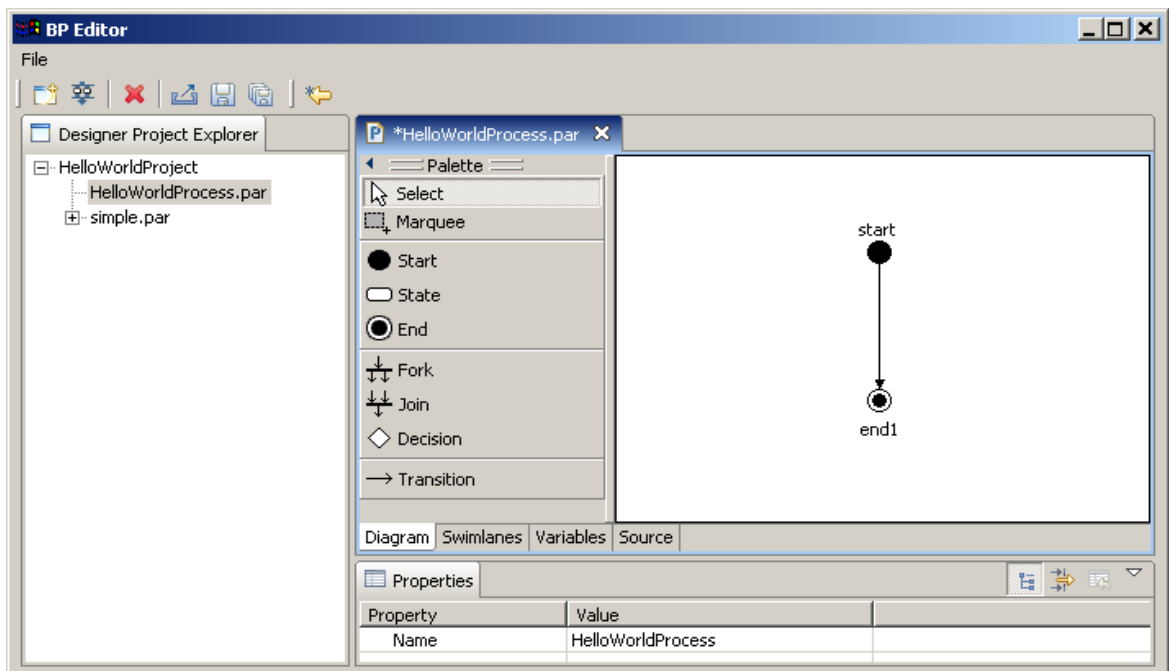 BP Editor
File
Designer Project Explorer
HelloWorldProject
HelloWorldProcess.par
simple.par
*HelloWorldProcess.par
Palette
Select
Marquee
Start
State
End
Fork
Join
Decision
Transition
start
end1
Diagram Swimlanes Variables Source
Properties
Property Value
Name HelloWorldProcess